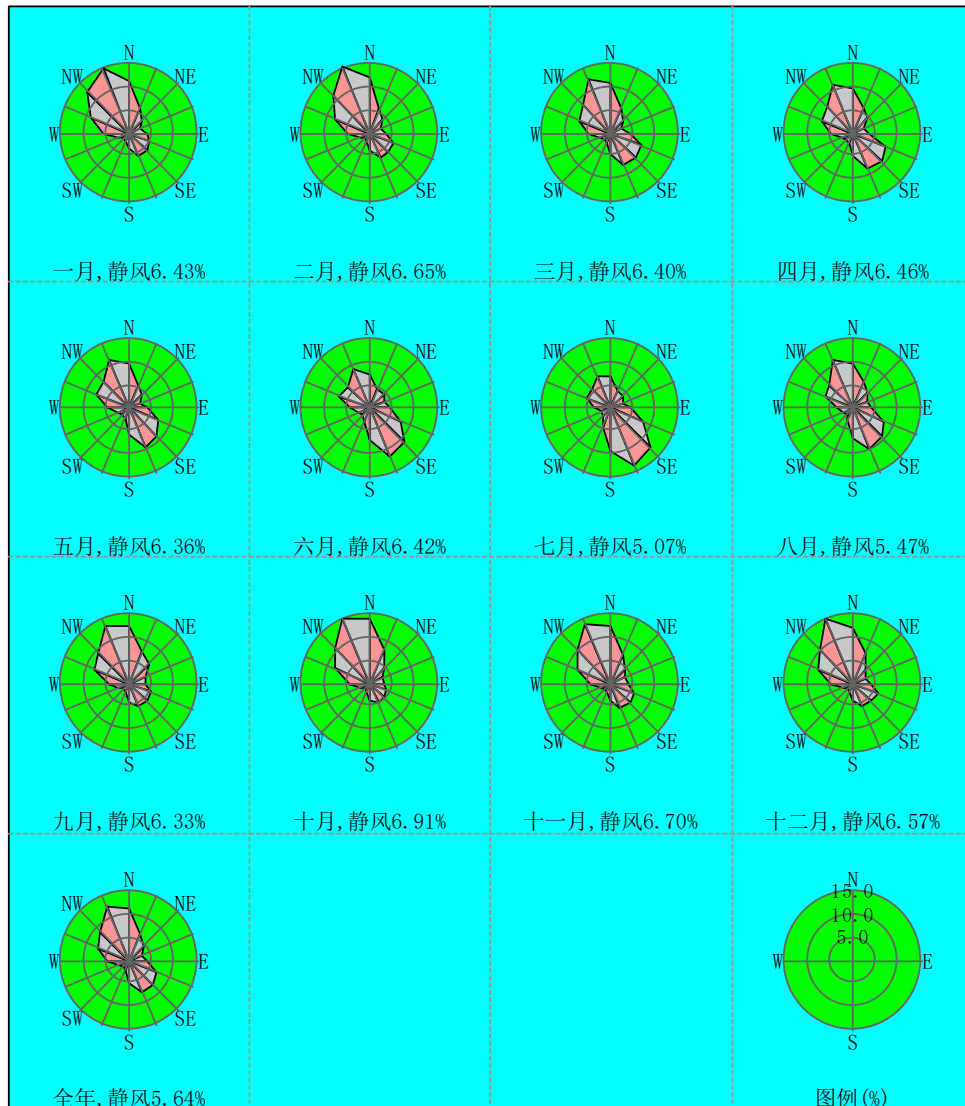 N N N N
NW NE NW NE NW NE NW NE
W E W E W E W E
SW SE SW SE SW SE SW SE
S S S S
一月,静风6.43% 二月,静风6.65% 三月,静风6.40% 四月,静风6.46%
N N N N
NW NE NW NE NW NE NW NE
W E W E W E W E
SW SE SW SE SW SE SW SE
S S S S
五月,静风6.36% 六月,静风6.42% 七月,静风5.07% 八月,静风5.47%
N N N N
NW NE NW NE NW NE NW NE
W E W E W E W E
SW SE SW SE SW SE SW SE
S S S S
九月,静风6.33% 十月,静风6.91% 十一月,静风6.70% 十二月,静风6.57%
N N
15.0
NW NE
10.0
5.0
W E W E
SW SE
S S
全年,静风5.64% 图例(%)